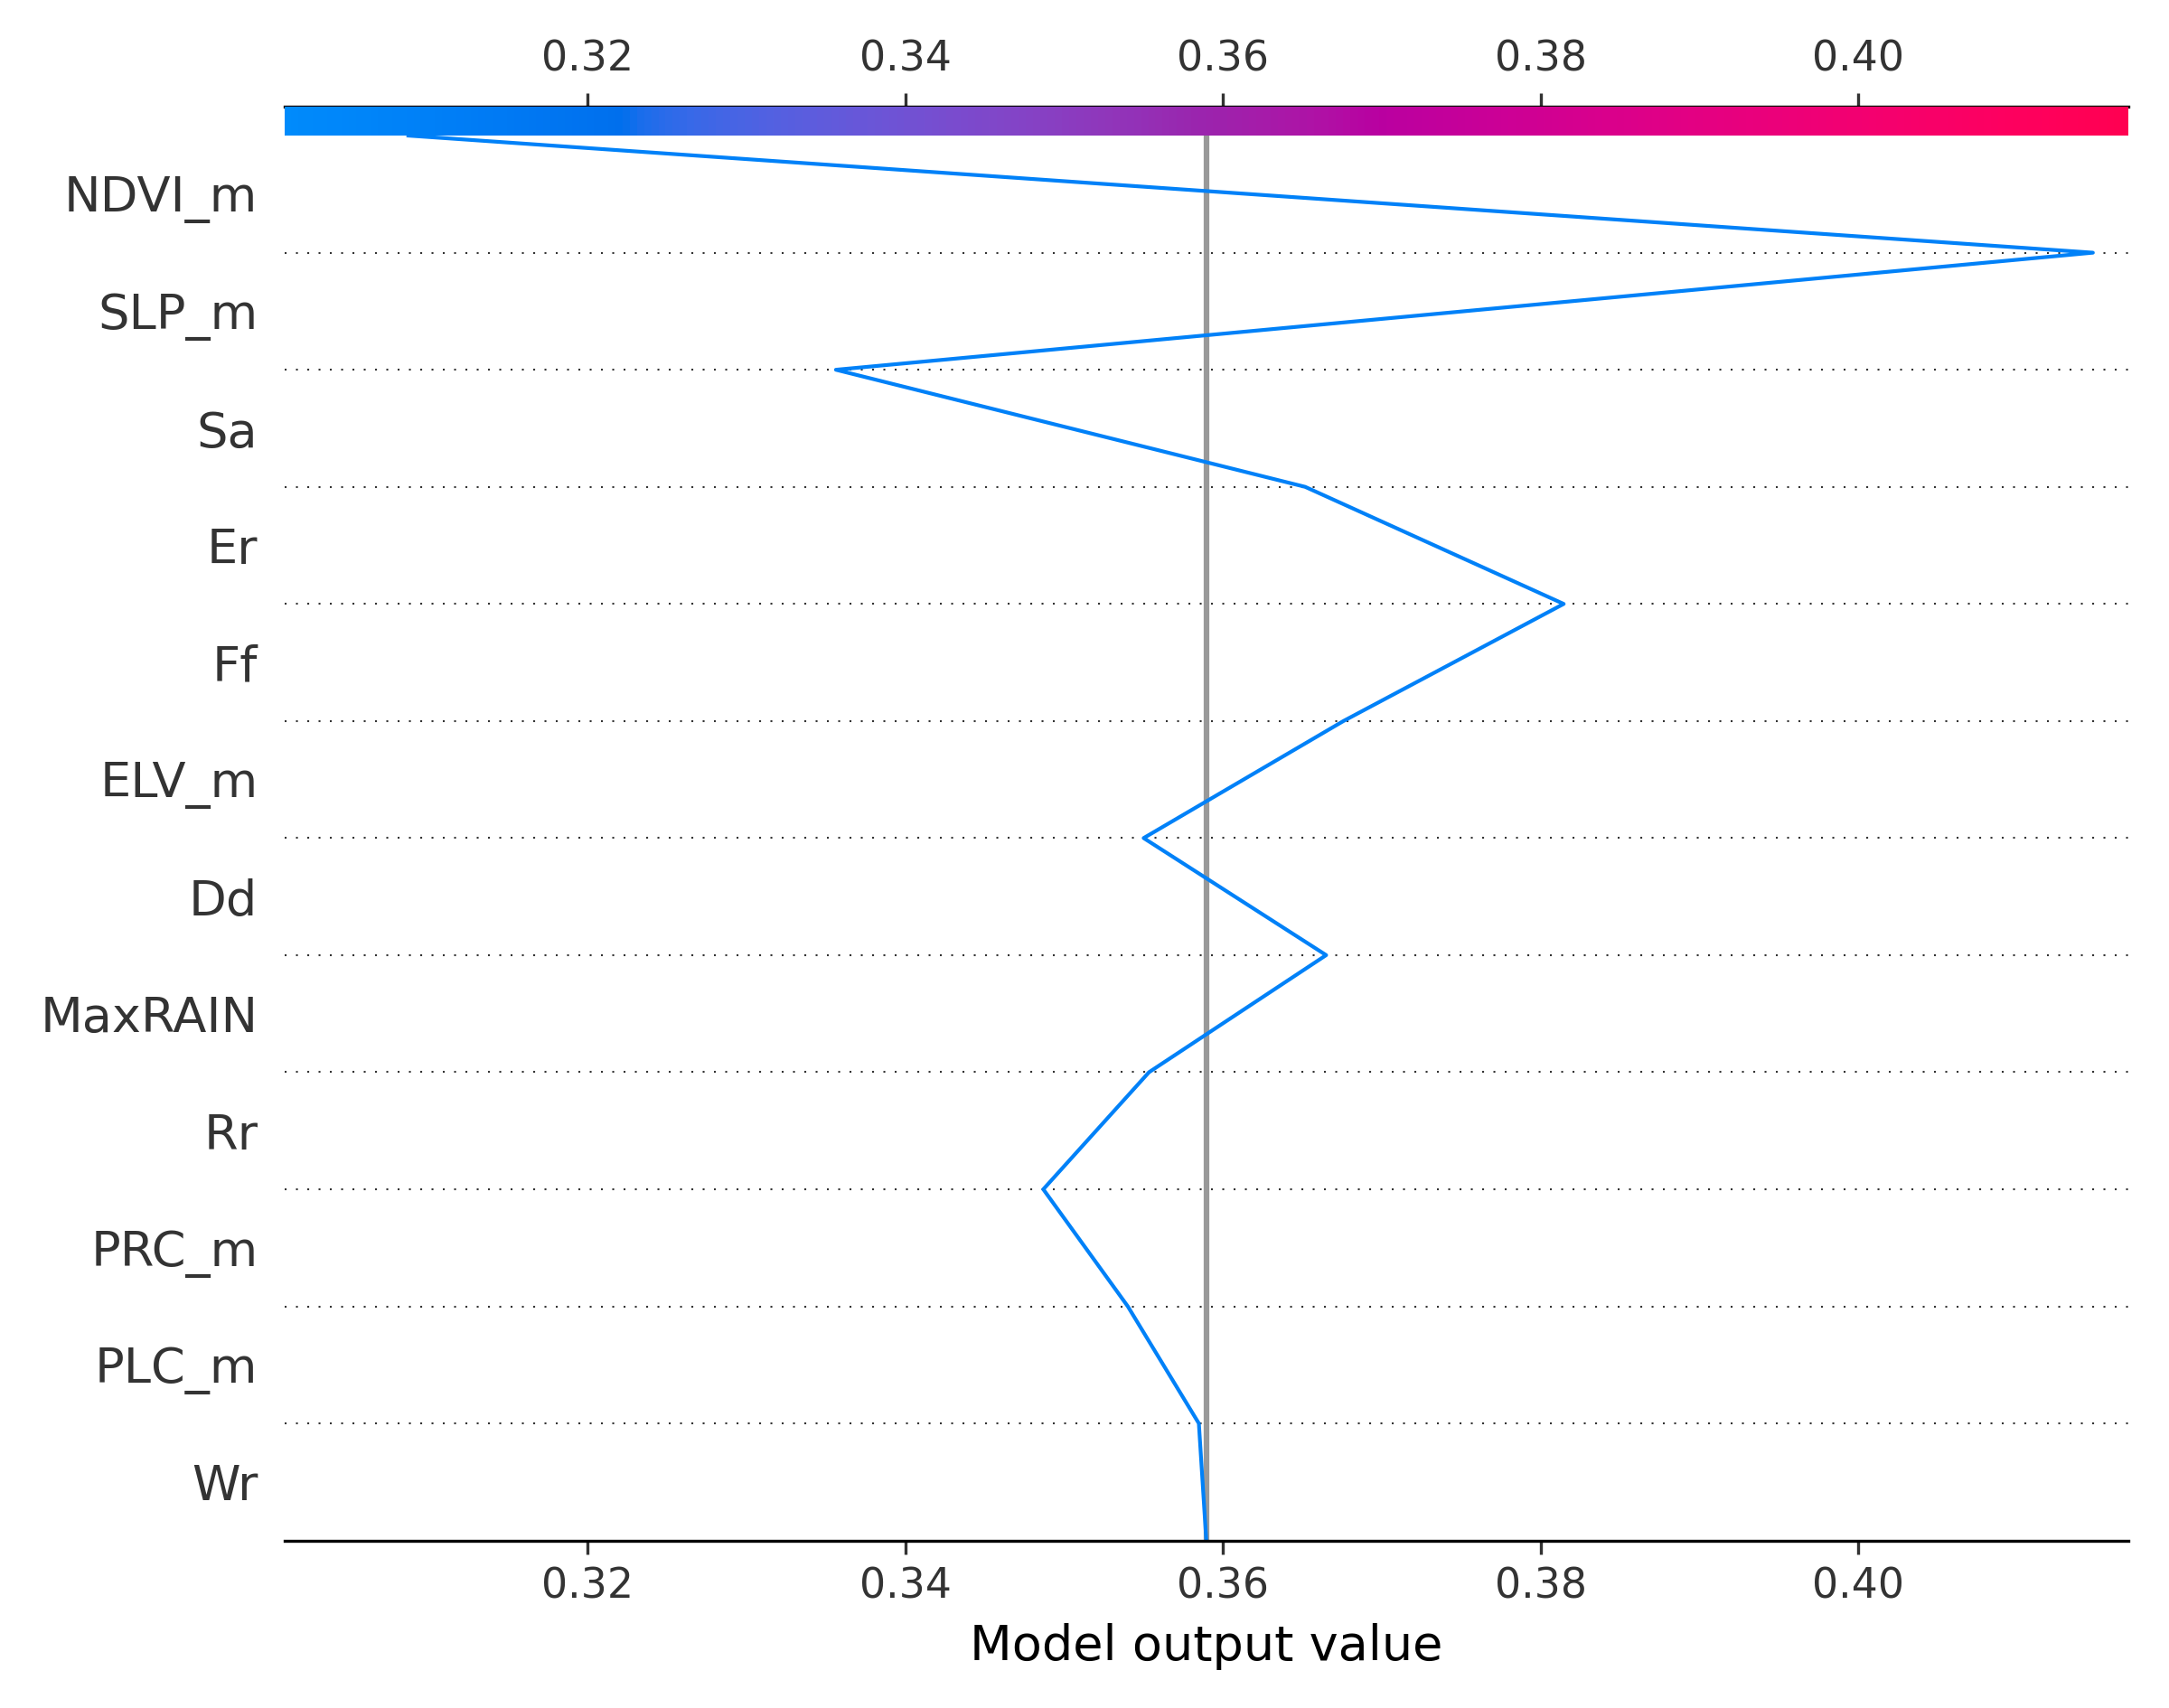 0.32 0.34 0.36 0.38 0.40
NDVI_m
SLP_m
Sa
Er
Ff
ELV_m
Dd
MaxRAIN
Rr
PRC_m
PLC_m
Wr
0.32 0.34 0.36 0.38 0.40
Model output value